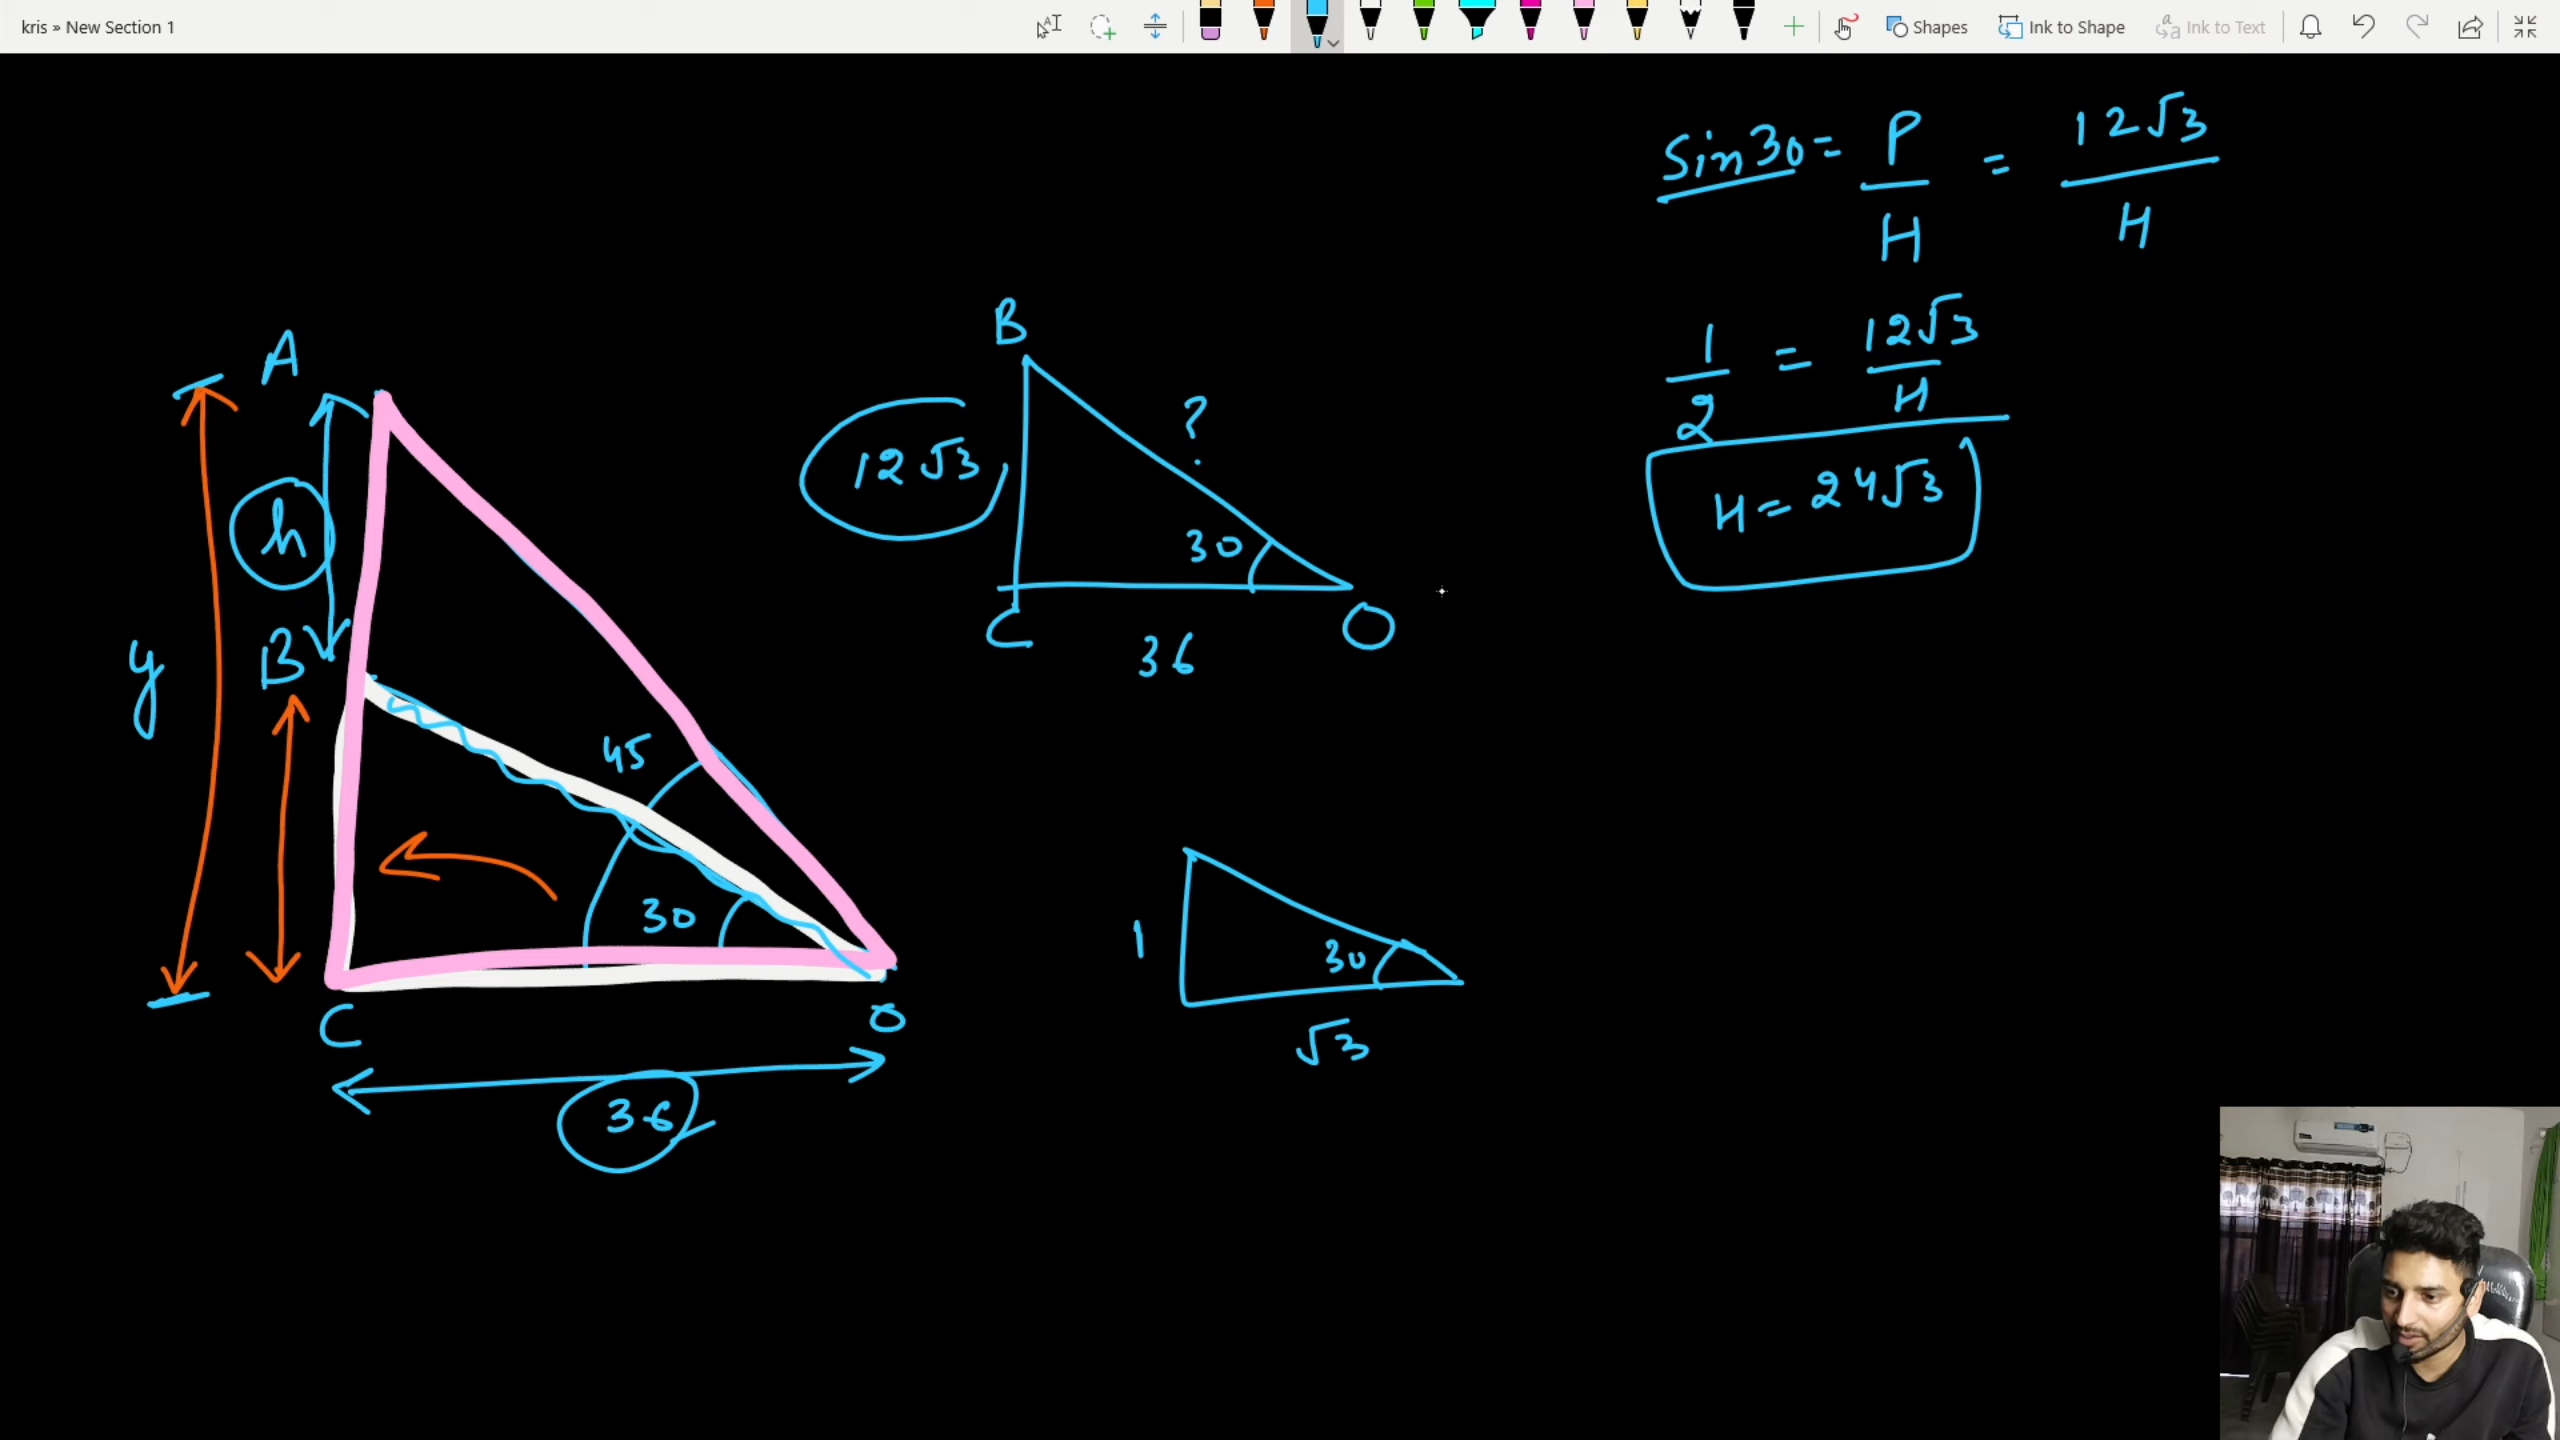 kris » New Section 1
Shapes
Ink to Shape
Ink to Text
Sin30 = P/H = 12√3/H
1/2 = 12√3/H
H = 24√3
A
h
B
y
45
30
C
O
36
B
12√3
?
30
C
O
36
1
30
√3